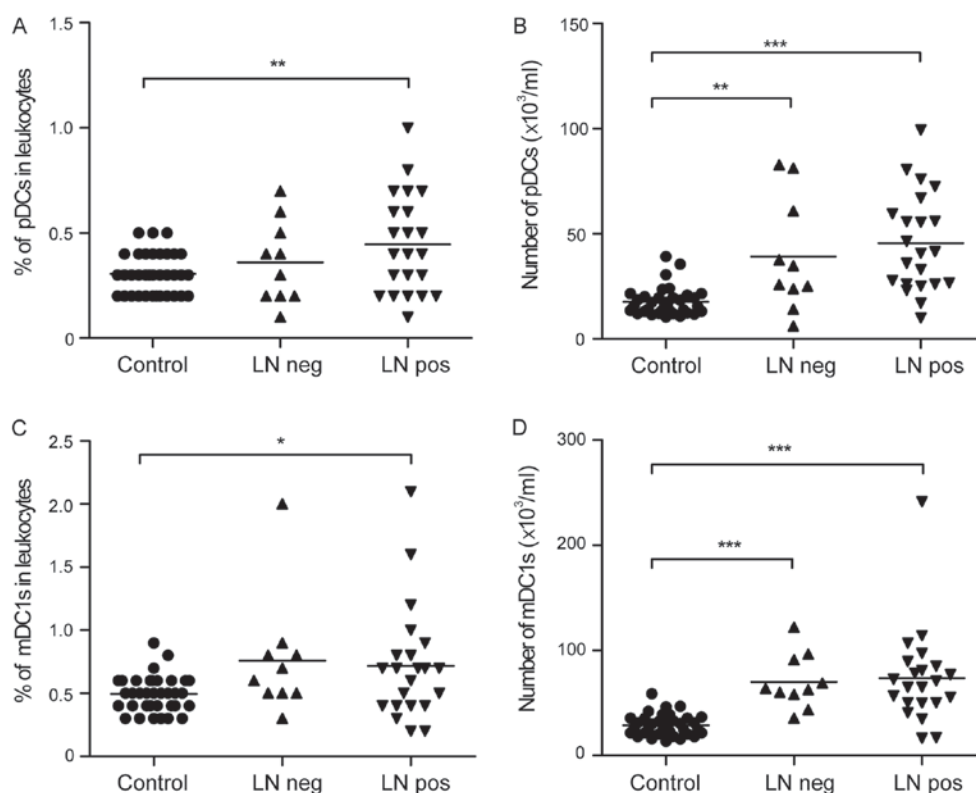 A
% of pDCs in leukocytes
1.5
1.0
0.5
0
**
Control LN neg LN pos
B
Number of pDCs (x10³/ml)
150
100
50
0
***
**
Control LN neg LN pos
C
% of mDC1s in leukocytes
2.5
2.0
1.5
1.0
0.5
0
*
Control LN neg LN pos
D
Number of mDC1s (x10³/ml)
300
200
100
0
***
***
Control LN neg LN pos